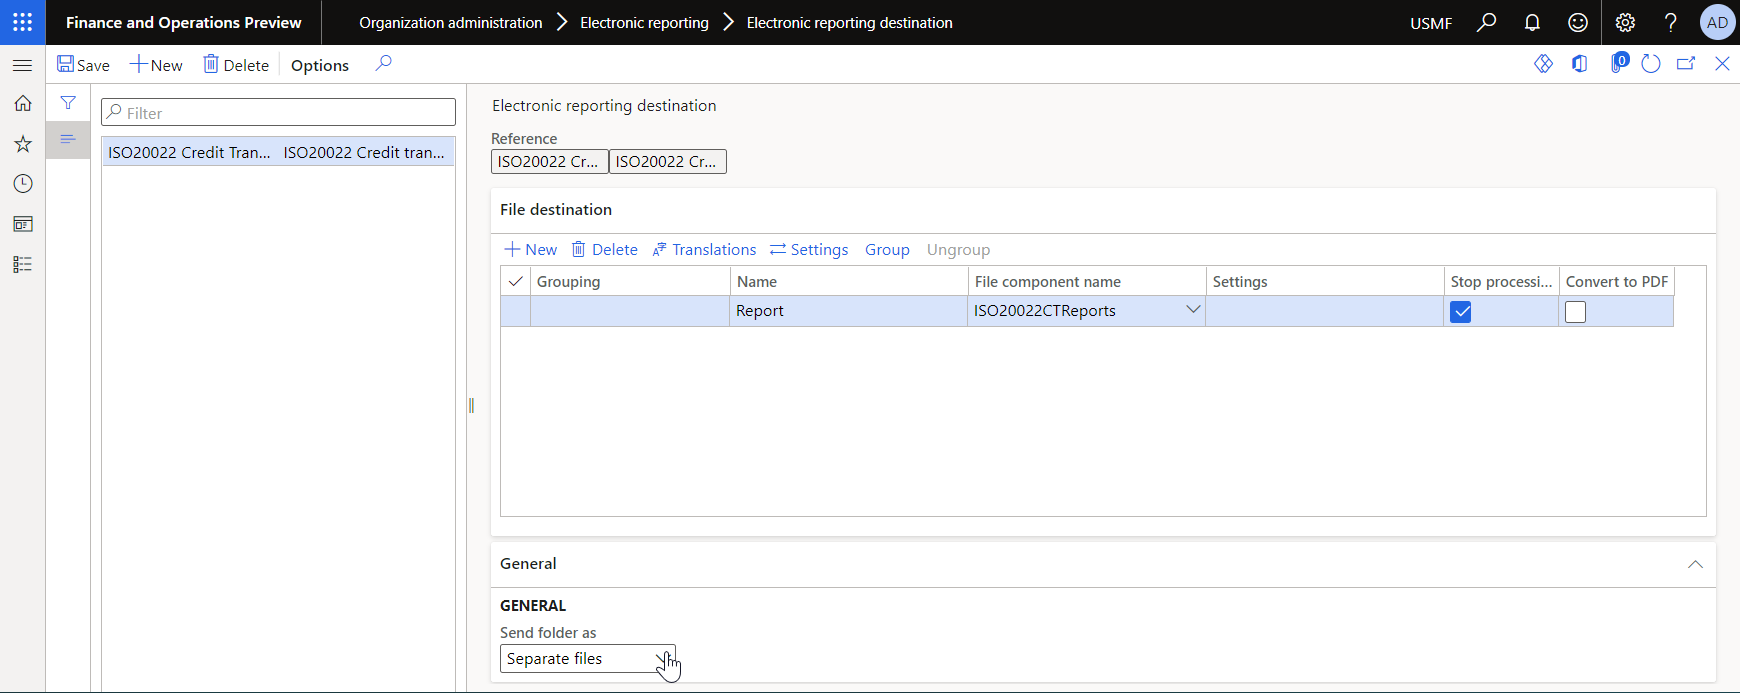 Finance and Operations Preview
Organization administration > Electronic reporting > Electronic reporting destination
USMF
AD
Save
New
Delete
Options
0
Filter
ISO20022 Credit Tran... ISO20022 Credit tran...
Electronic reporting destination
Reference
ISO20022 Cr... ISO20022 Cr...
File destination
New Delete Translations Settings Group Ungroup
Grouping Name File component name Settings Stop processi... Convert to PDF
Report ISO20022CTReports
General
GENERAL
Send folder as
Separate files